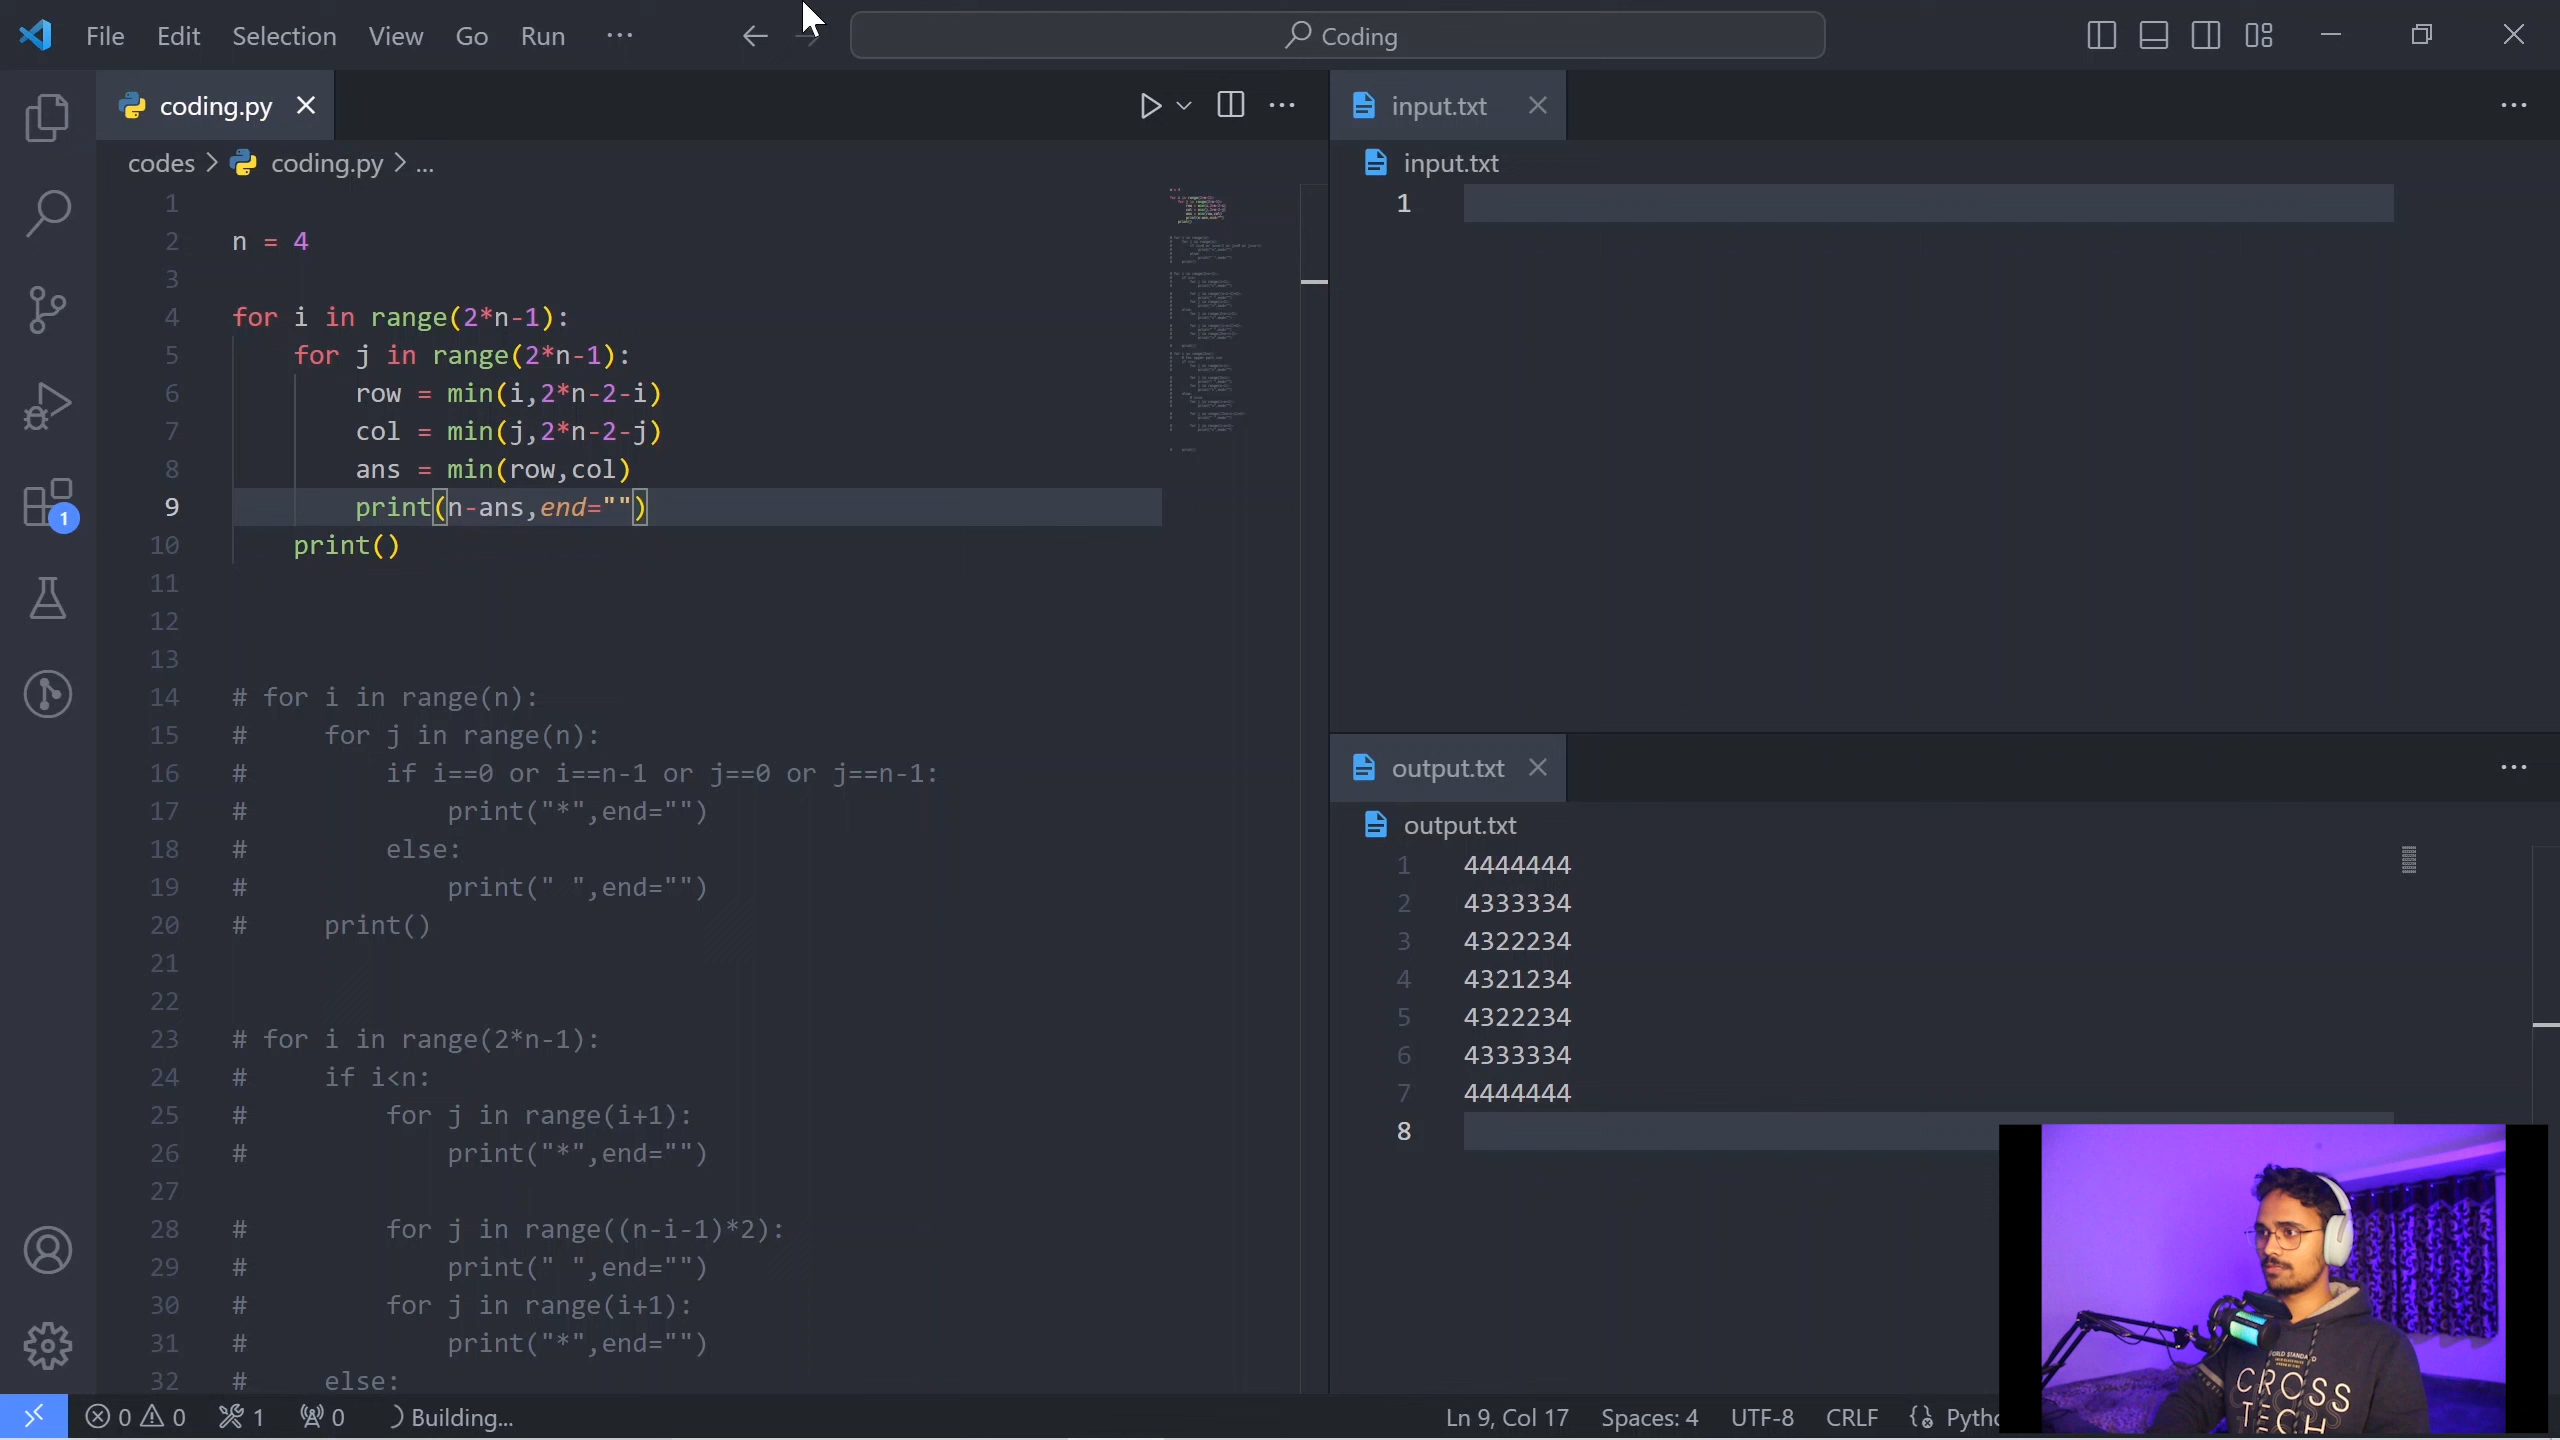 File Edit Selection View Go Run ...
Coding
coding.py
codes > coding.py > ...
1
2 n = 4
3
4 for i in range(2*n-1):
5 for j in range(2*n-1):
6 row = min(i,2*n-2-i)
7 col = min(j,2*n-2-j)
8 ans = min(row,col)
9 print(n-ans,end="")
10 print()
11
12
13
14 # for i in range(n):
15 # for j in range(n):
16 # if i==0 or i==n-1 or j==0 or j==n-1:
17 # print("*",end="")
18 # else:
19 # print(" ",end="")
20 # print()
21
22
23 # for i in range(2*n-1):
24 # if i<n:
25 # for j in range(i+1):
26 # print("*",end="")
27
28 # for j in range((n-i-1)*2):
29 # print(" ",end="")
30 # for j in range(i+1):
31 # print("*",end="")
32 # else:
input.txt
input.txt
1
output.txt
output.txt
1 4444444
2 4333334
3 4322234
4 4321234
5 4322234
6 4333334
7 4444444
8
1
0 0 1 0 Building...
Ln 9, Col 17 Spaces: 4 UTF-8 CRLF
WORLD STANDA
CROSS
TECH